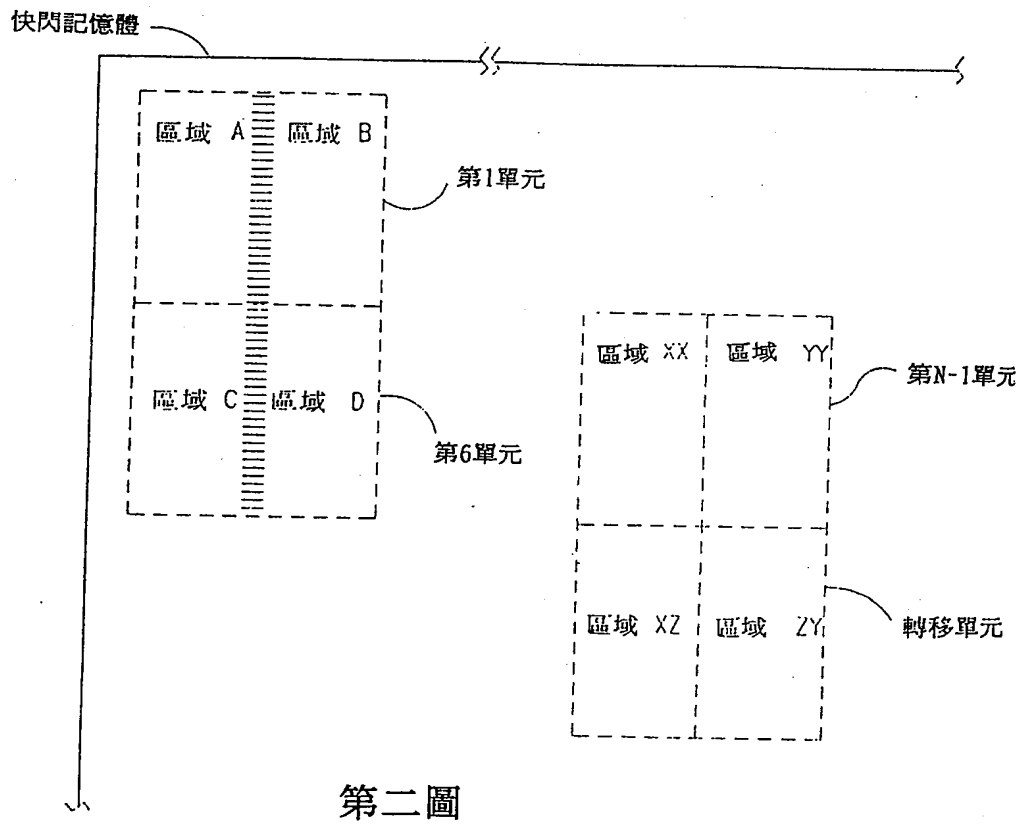 快閃記憶體
區域 A
區域 B
第1單元
區域 C
區域 D
第6單元
區域 XX
區域 YY
第N-1單元
區域 XZ
區域 ZY
轉移單元
第二圖